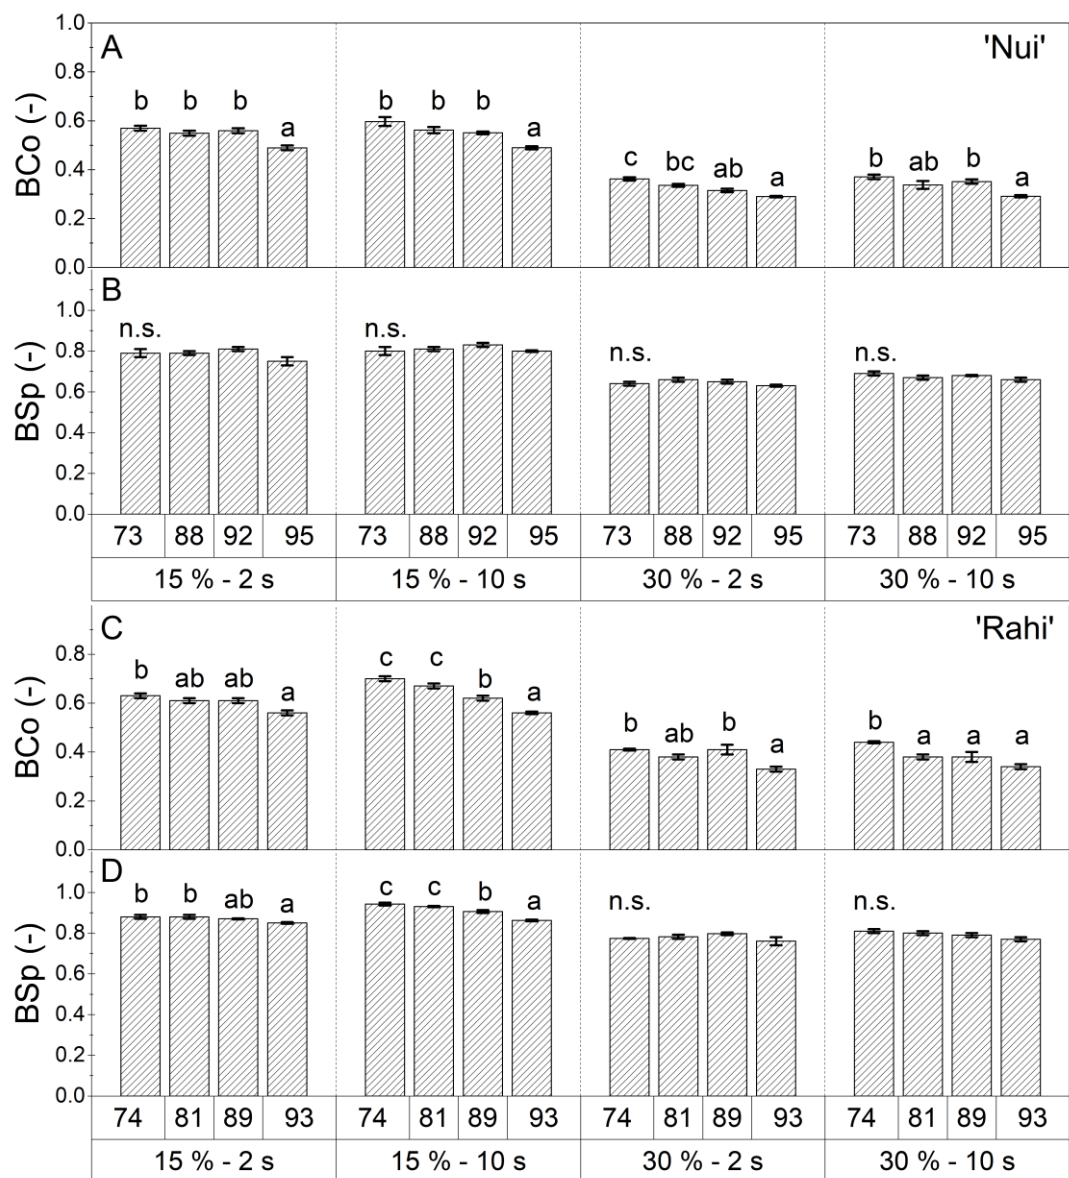 1.0
A
'Nui'
0.8
b b b a b b b a c bc ab a b ab b a
BCo (-)
0.6
0.4
0.2
0.0
B
1.0
n.s. n.s. n.s. n.s.
0.8
BSp (-)
0.6
0.4
0.2
0.0
73 88 92 95 73 88 92 95 73 88 92 95 73 88 92 95
15 % - 2 s 15 % - 10 s 30 % - 2 s 30 % - 10 s
C
'Rahi'
0.8
b ab ab a c c b a b ab b a b a a a
BCo (-)
0.6
0.4
0.2
0.0
D
1.0
b b ab a c c b a n.s. n.s.
0.8
BSp (-)
0.6
0.4
0.2
0.0
74 81 89 93 74 81 89 93 74 81 89 93 74 81 89 93
15 % - 2 s 15 % - 10 s 30 % - 2 s 30 % - 10 s